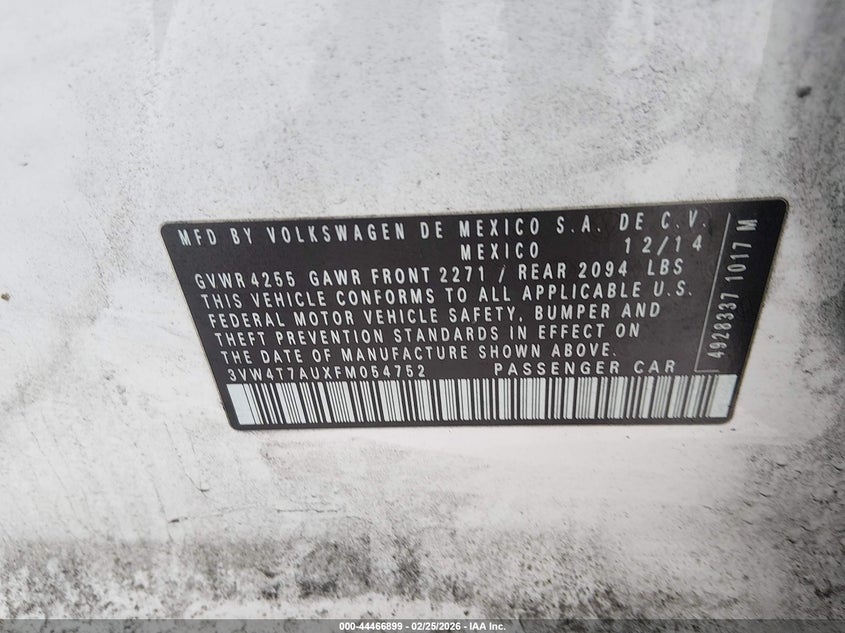 MFD BY VOLKSWAGEN DE MEXICO S.A. DE C.V.
MEXICO 12/14
GVWR 4255 GAWR FRONT 2271 / REAR 2094 LBS
THIS VEHICLE CONFORMS TO ALL APPLICABLE U.S.
FEDERAL MOTOR VEHICLE SAFETY, BUMPER AND
THEFT PREVENTION STANDARDS IN EFFECT ON
THE DATE OF MANUFACTURE SHOWN ABOVE.
3VW4T7AUXFM054752 PASSENGER CAR
4928337 1017 M
000-44466899 - 02/25/2026 - IAA Inc.